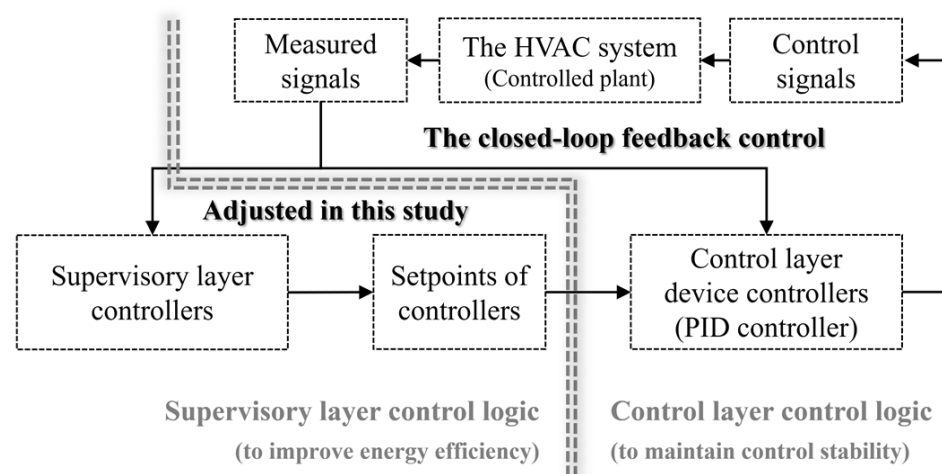 Measured
signals
The HVAC system
(Controlled plant)
Control
signals
The closed-loop feedback control
Adjusted in this study
Supervisory layer
controllers
Setpoints of
controllers
Control layer
device controllers
(PID controller)
Supervisory layer control logic
(to improve energy efficiency)
Control layer control logic
(to maintain control stability)